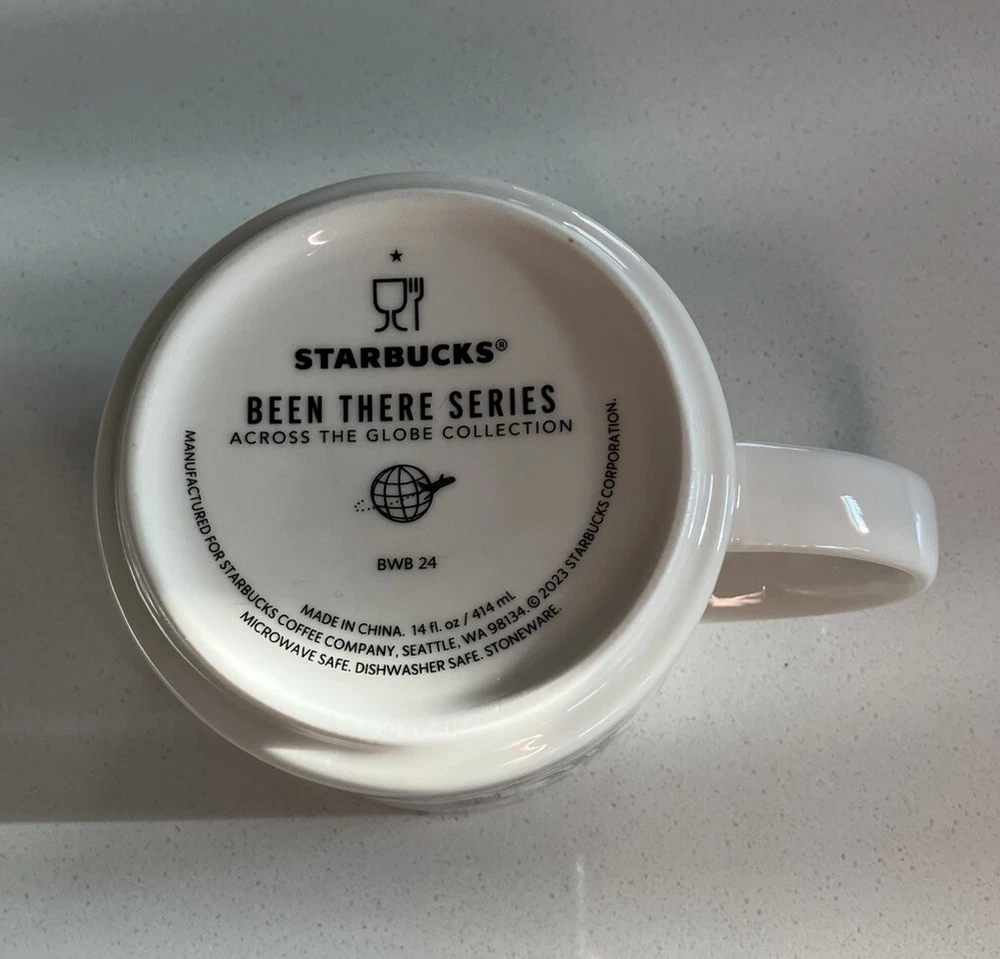 STARBUCKS®
BEEN THERE SERIES
ACROSS THE GLOBE COLLECTION
BWB 24
MADE IN CHINA. 14 fl. oz / 414 mL
MANUFACTURED FOR STARBUCKS COFFEE COMPANY, SEATTLE, WA 98134. © 2023 STARBUCKS CORPORATION.
MICROWAVE SAFE. DISHWASHER SAFE. STONEWARE.